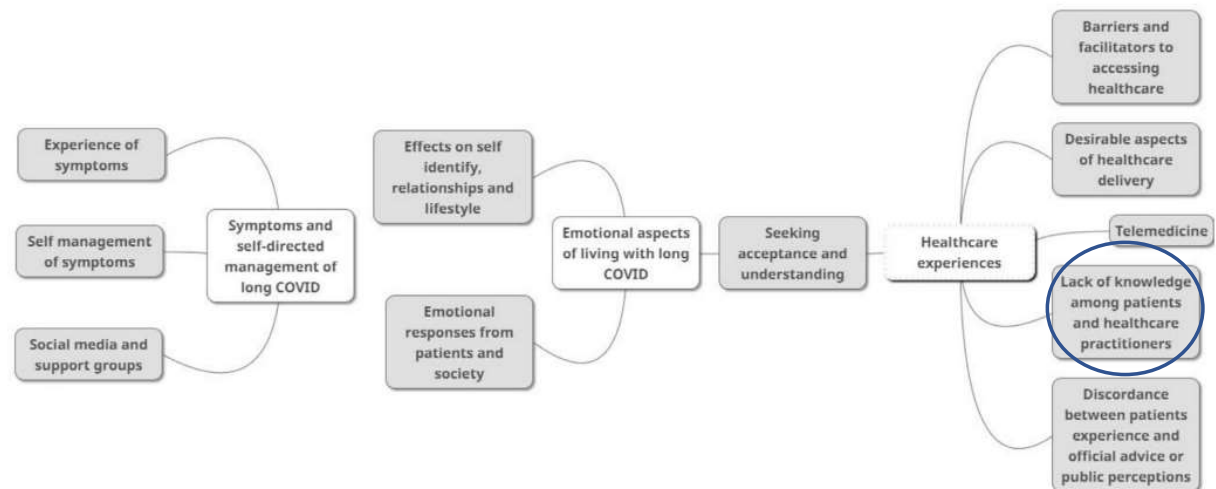 Experience of
symptoms
Self management
of symptoms
Social media and
support groups
Symptoms and
self-directed
management of
long COVID
Effects on self
identify,
relationships and
lifestyle
Emotional
responses from
patients and
society
Emotional aspects
of living with long
COVID
Seeking
acceptance and
understanding
Healthcare
experiences
Barriers and
facilitators to
accessing
healthcare
Desirable aspects
of healthcare
delivery
Telemedicine
Lack of knowledge
among patients
and healthcare
practitioners
Discordance
between patients
experience and
official advice or
public perceptions